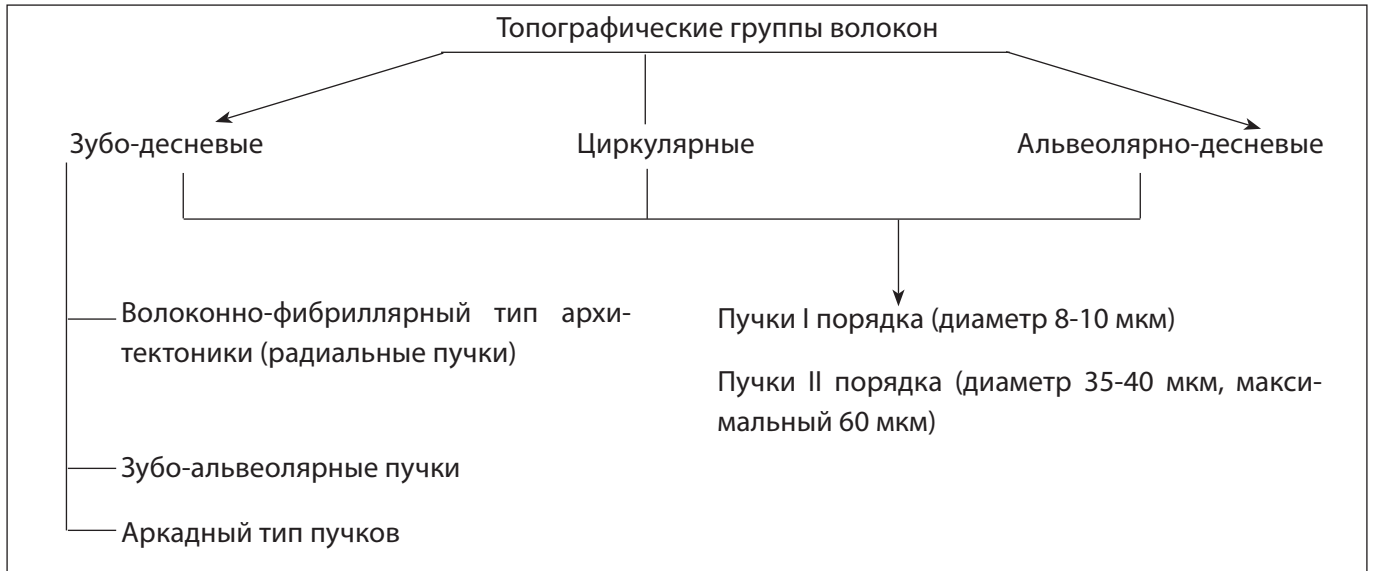 Топографические группы волокон
Зубо-десневые
Циркулярные
Альвеолярно-десневые
Волоконно-фибриллярный тип архи-
тектоники (радиальные пучки)
Зубо-альвеолярные пучки
Аркадный тип пучков
Пучки I порядка (диаметр 8-10 мкм)
Пучки II порядка (диаметр 35-40 мкм, макси-
мальный 60 мкм)